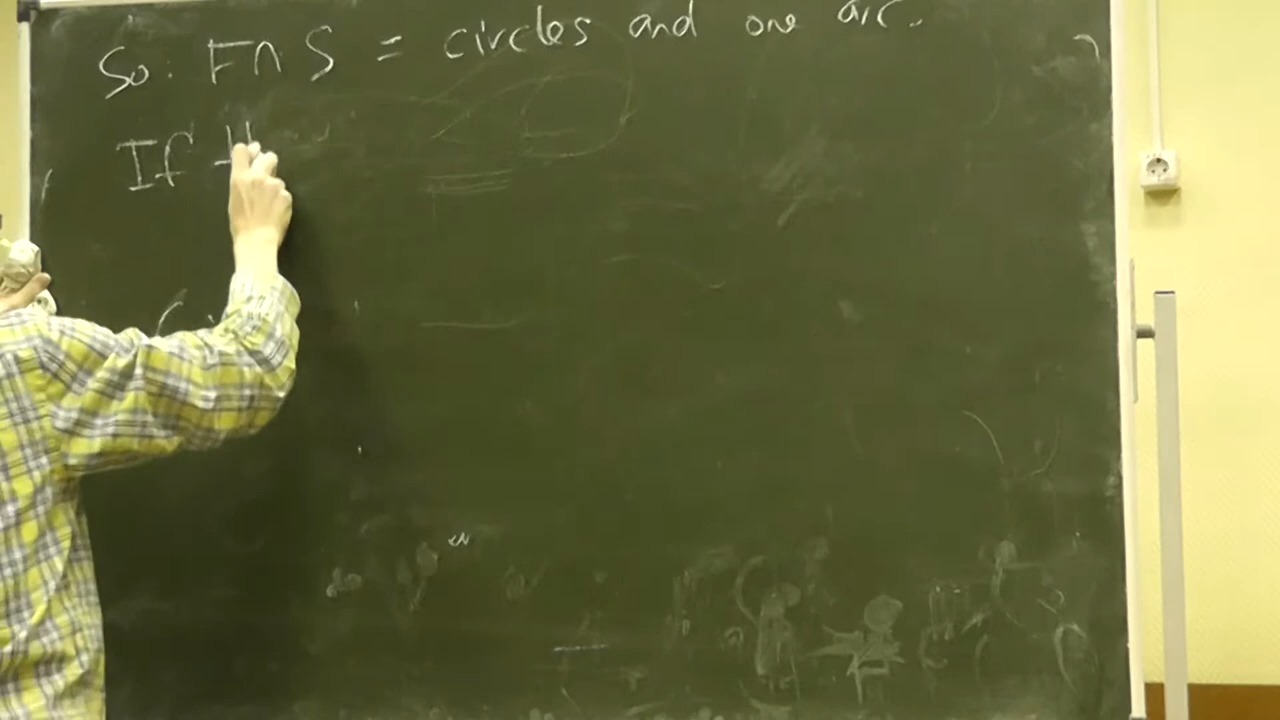 So: F∩S = circles and one arc.
If